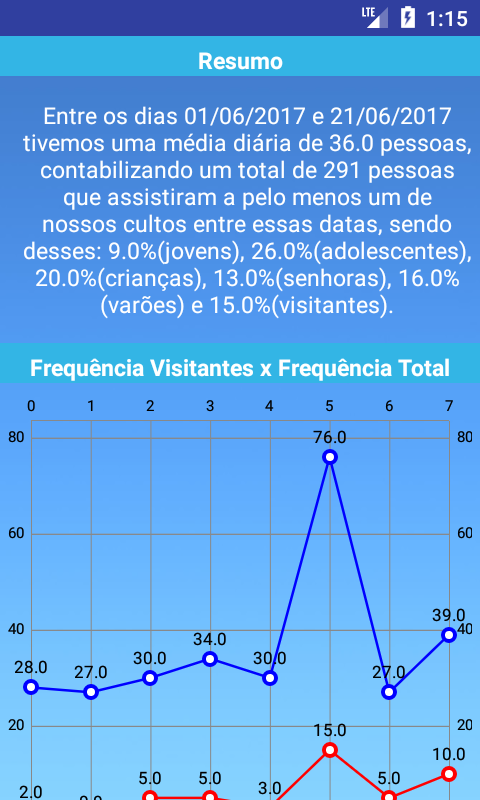 LTE 1:15
Resumo
Entre os dias 01/06/2017 e 21/06/2017
tivemos uma média diária de 36.0 pessoas,
contabilizando um total de 291 pessoas
que assistiram a pelo menos um de
nossos cultos entre essas datas, sendo
desses: 9.0%(jovens), 26.0%(adolescentes),
20.0%(crianças), 13.0%(senhoras), 16.0%
(varões) e 15.0%(visitantes).
Frequência Visitantes x Frequência Total
0 1 2 3 4 5 6 7
80 76.0 80
60 60
40 40
39.0
34.0
28.0 27.0 30.0 30.0 27.0
20 20
15.0
10.0
5.0 5.0 5.0
2.0 3.0